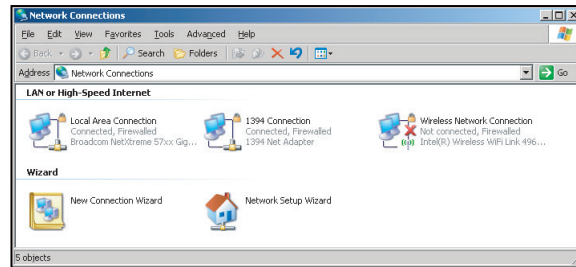 Network Connections
File Edit View Favorites Tools Advanced Help
Back Search Folders
Address Network Connections Go
LAN or High-Speed Internet
Local Area Connection
Connected, Firewalled
Broadcom NetXtreme 57xx Gig...
1394 Connection
Connected, Firewalled
1394 Net Adapter
Wireless Network Connection
Not connected, Firewalled
Intel(R) Wireless WiFi Link 496...
Wizard
New Connection Wizard
Network Setup Wizard
5 objects